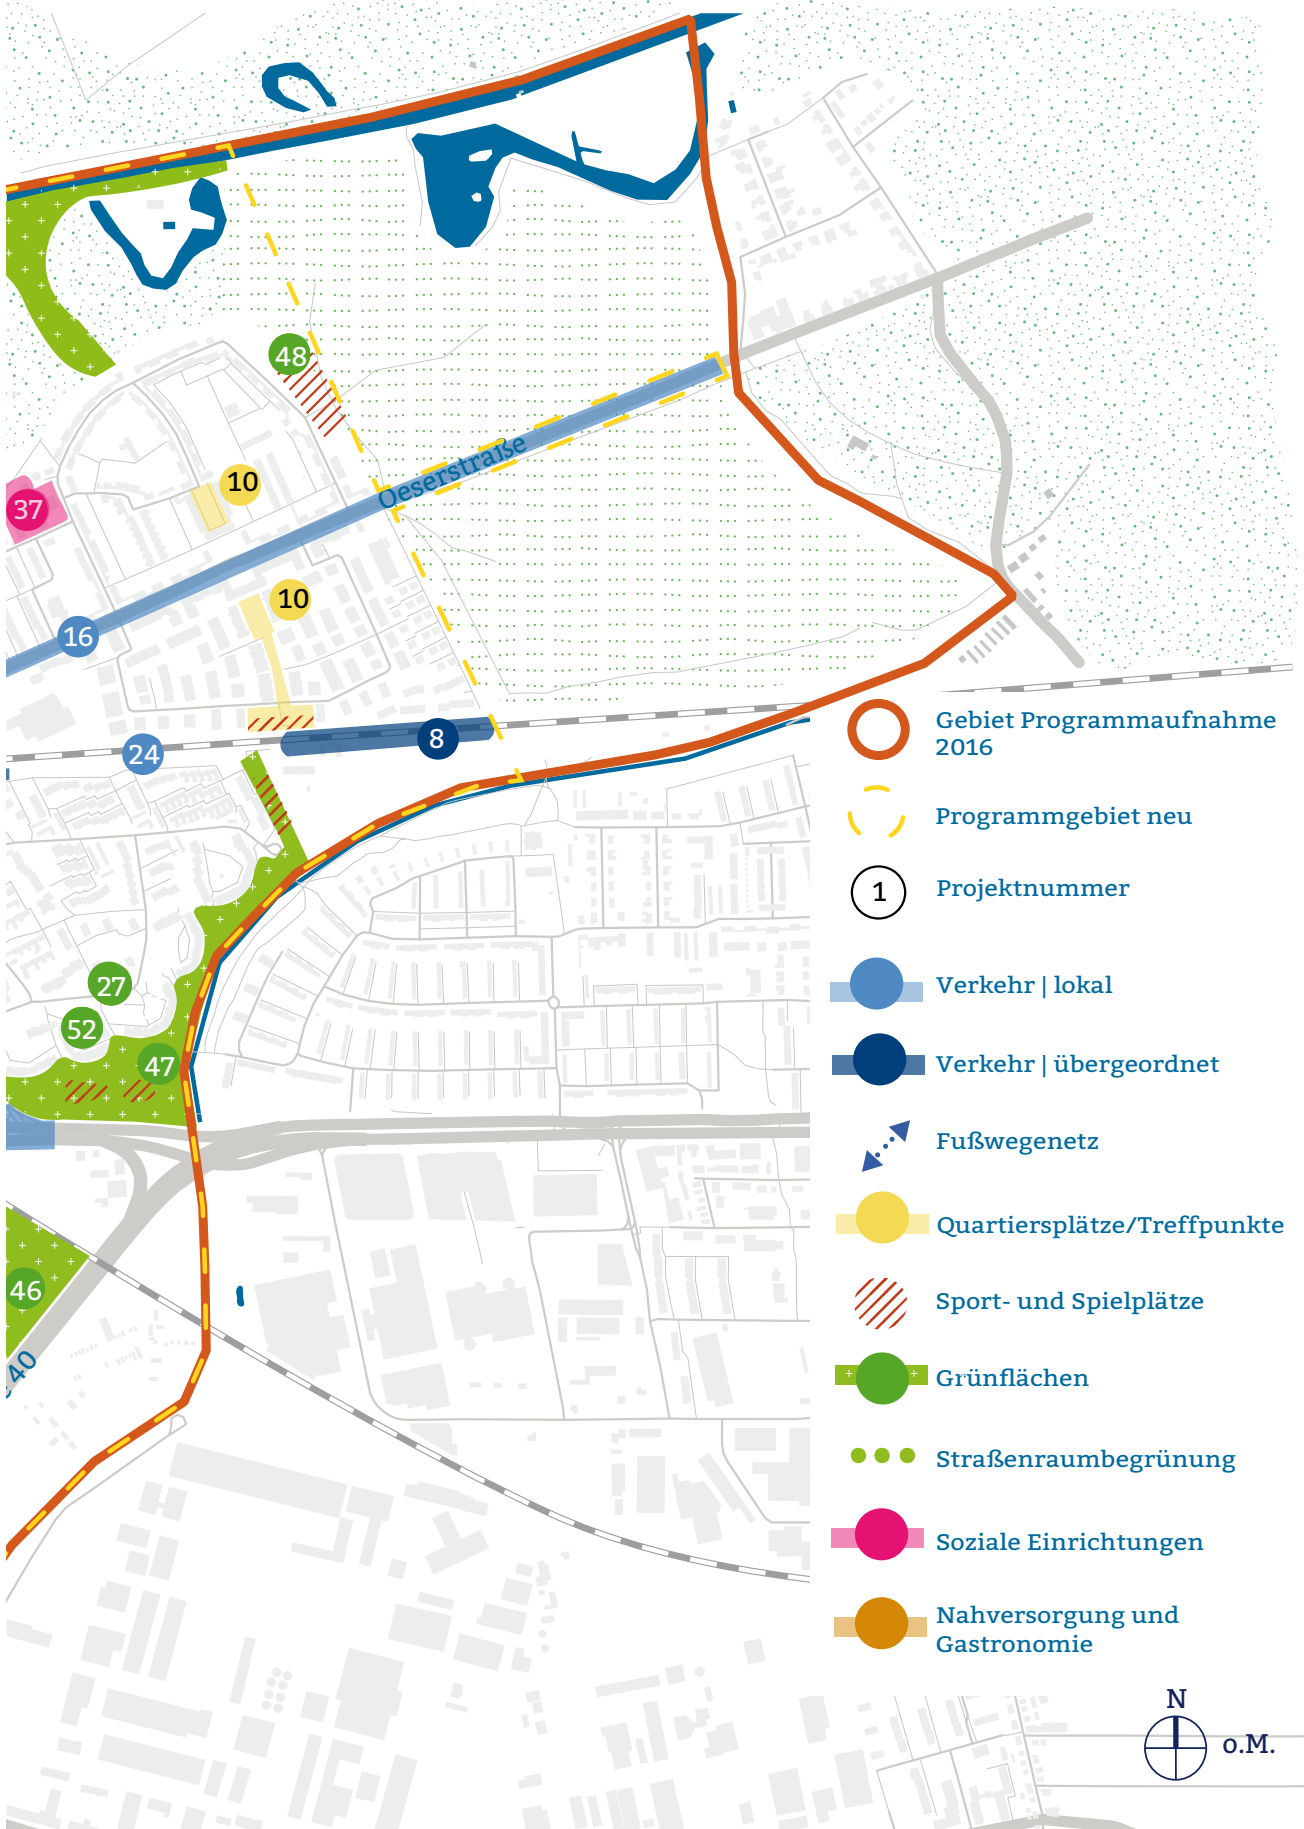 48
Oeserstraße
10
37
10
16
8
24
27
52
47
46
40
Gebiet Programmaufnahme
2016
Programmgebiet neu
1
Projektnummer
Verkehr | lokal
Verkehr | übergeordnet
Fußwegenetz
Quartiersplätze/Treffpunkte
Sport- und Spielplätze
Grünflächen
Straßenraumbegrünung
Soziale Einrichtungen
Nahversorgung und
Gastronomie
N
o.M.